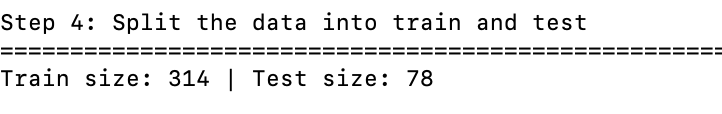 Step 4: Split the data into train and test
====================================================
Train size: 314 | Test size: 78